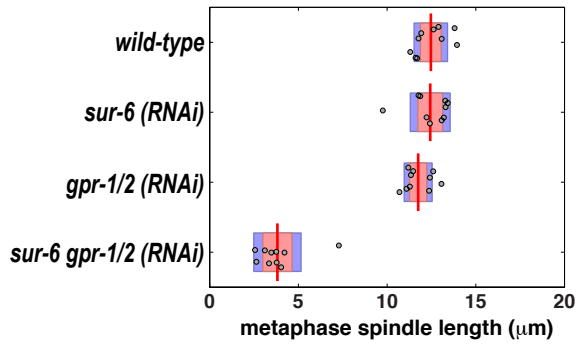 wild-type
sur-6 (RNAi)
gpr-1/2 (RNAi)
sur-6 gpr-1/2 (RNAi)
0 5 10 15 20
metaphase spindle length (μm)